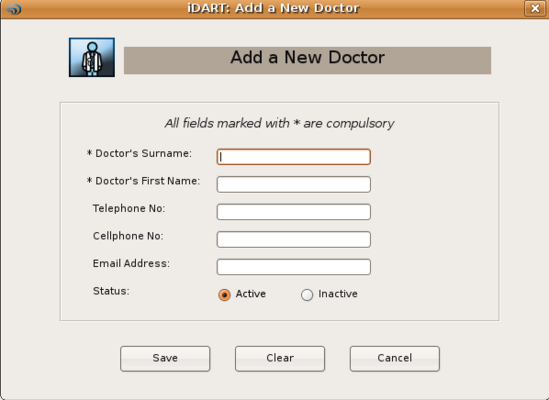 iDART: Add a New Doctor
Add a New Doctor
All fields marked with * are compulsory
* Doctor's Surname:
* Doctor's First Name:
Telephone No:
Cellphone No:
Email Address:
Status: Active Inactive
Save Clear Cancel